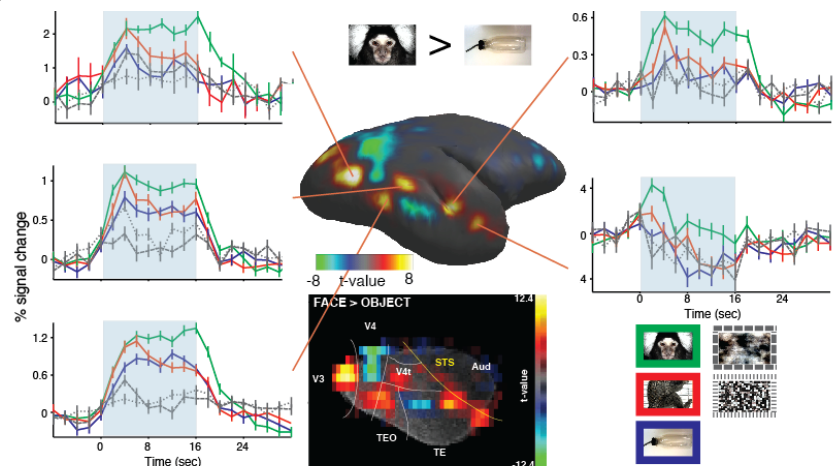 2
1
0
>
0.6
0.3
0
1
0.5
0
% signal change
-8
t-value
8
4
0
4
0
8
16
24
Time (sec)
FACE > OBJECT
12.4
V4
STS
Aud
V3
V4t
t-value
TEO
TE
-12.4
1.2
0.6
0
0
8
16
24
Time (sec)